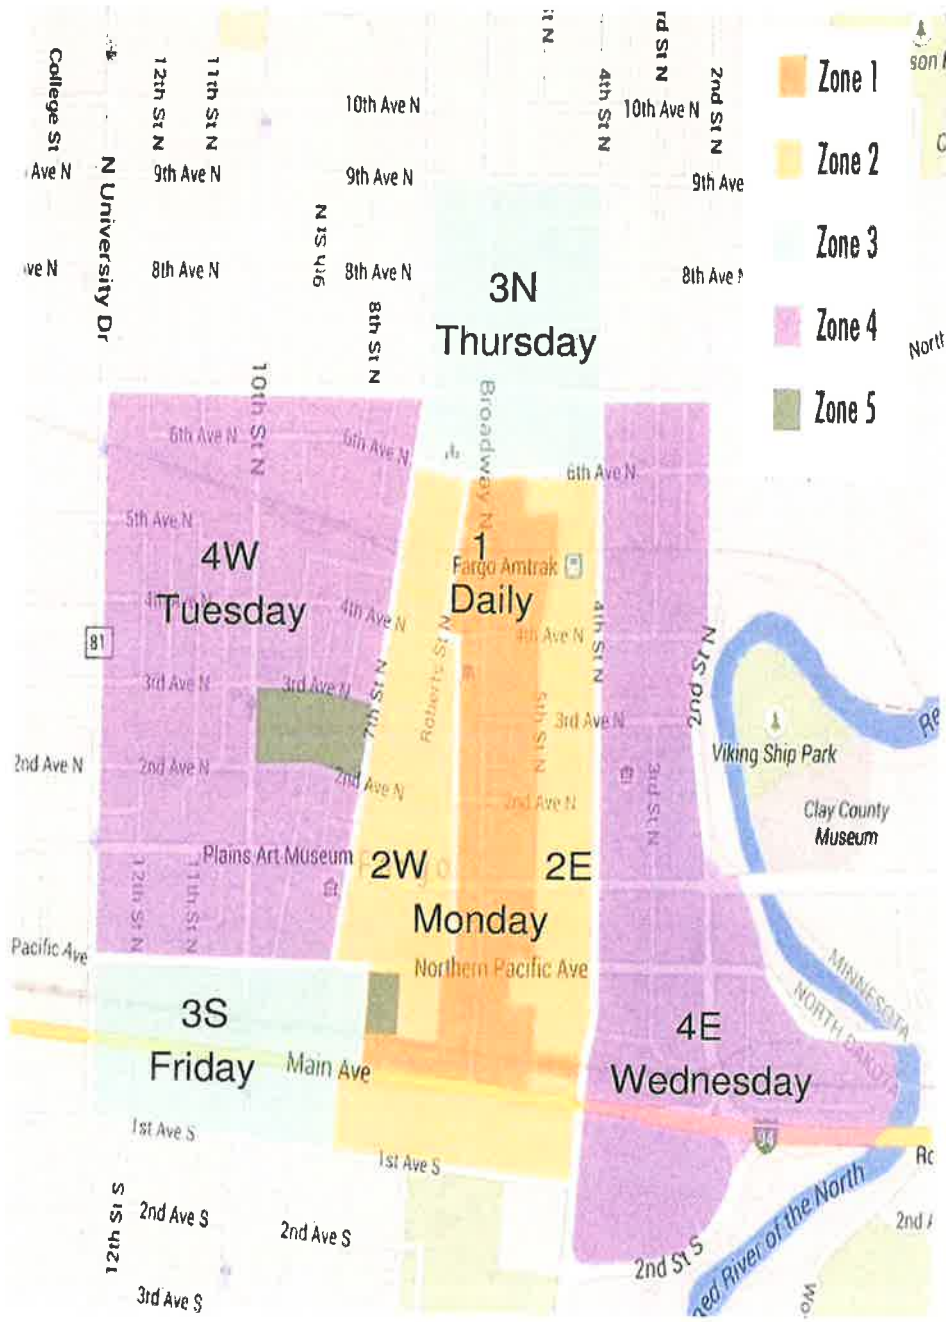 College St
12th St N
11th St N
10th Ave N
t N
4th St N
rd St N
10th Ave N
2nd St N
son
Zone 1
Zone 2
Zone 3
Zone 4
Zone 5
Ave N
N University Dr
9th Ave N
9th Ave N
9th Ave
ve N
8th Ave N
8th Ave N
8th St N
8th Ave
3N
Thursday
North
10th St N
Broadway N
6th Ave N
6th Ave N
6th Ave N
5th Ave N
4W
Tuesday
1
Fargo Amtrak
Daily
4th Ave N
4th Ave N
4th St N
81
Roberts St N
2nd St N
3rd Ave N
3rd Ave N
7th St N
5th St N
3rd Ave N
2nd Ave N
2nd Ave N
2nd Ave N
2nd Ave N
3rd St N
Viking Ship Park
Clay County
Museum
Plains Art Museum
2W
2E
Monday
12th St N
11th St N
Pacific Ave
Northern Pacific Ave
MINNESOTA
NORTH DAKOTA
3S
Friday
Main Ave
4E
Wednesday
94
1st Ave S
1st Ave S
Rc
12th St S
2nd Ave S
2nd Ave S
2nd St S
Red River of the North
2nd
3rd Ave S
Wo